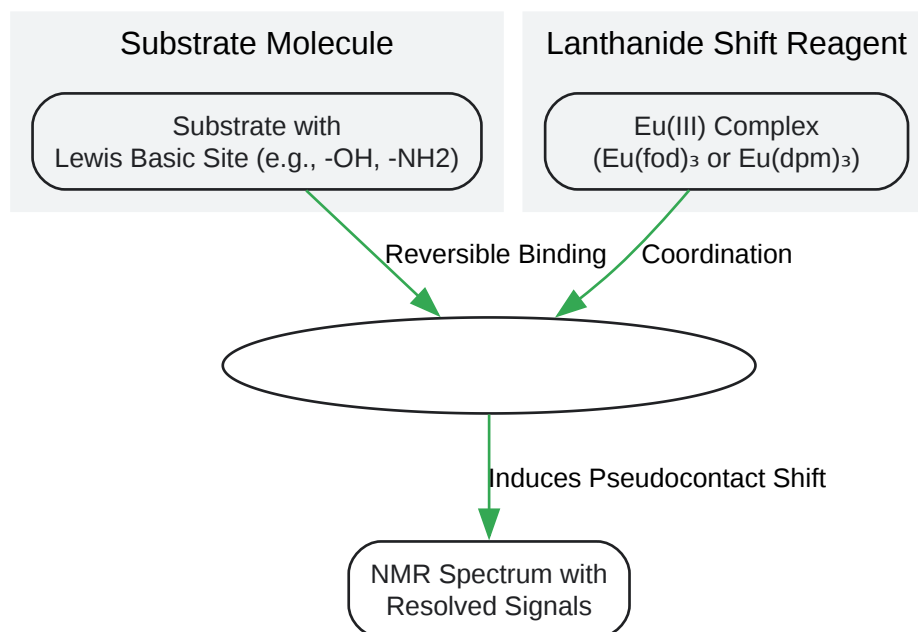 Substrate Molecule
Lanthanide Shift Reagent
Substrate with
Lewis Basic Site (e.g., -OH, -NH2)
Eu(III) Complex
(Eu(fod)₃ or Eu(dpm)₃)
Reversible Binding
Coordination
Induces Pseudocontact Shift
NMR Spectrum with
Resolved Signals